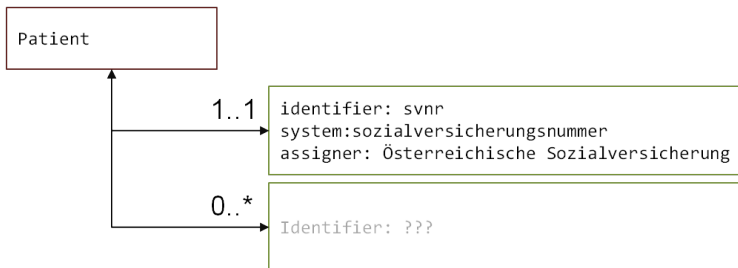 Patient
1..1
identifier: svnr
system:sozialversicherungsnummer
assigner: Österreichische Sozialversicherung
0..*
Identifier: ???